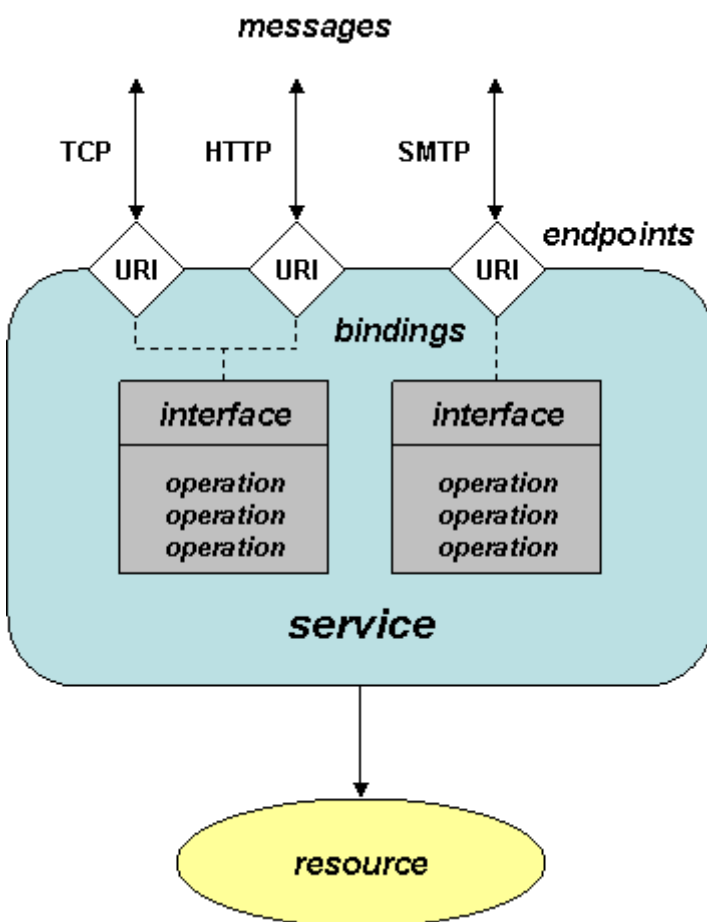 messages
TCP HTTP SMTP
endpoints
URI URI URI
bindings
interface interface
operation operation
operation operation
operation operation
service
resource